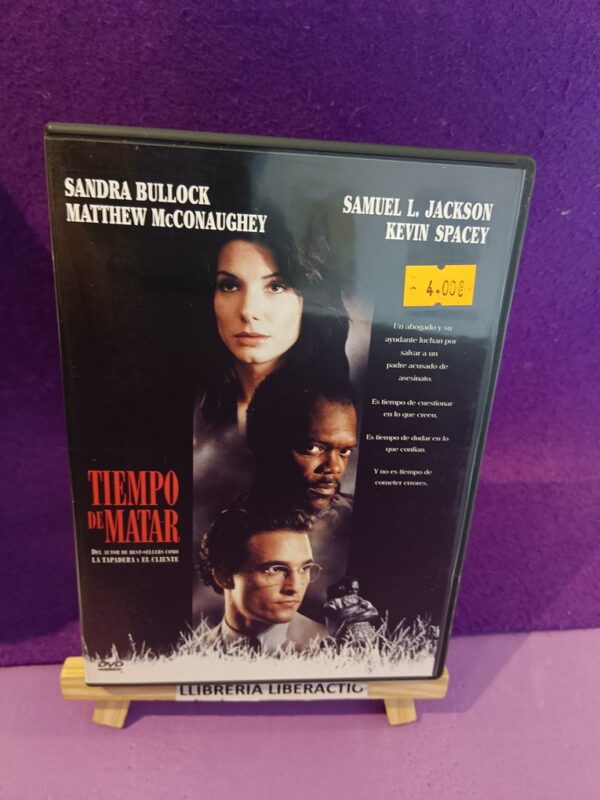 SANDRA BULLOCK
MATTHEW McCONAUGHEY
SAMUEL L. JACKSON
KEVIN SPACEY
4.00€
Un abogado y su
ayudante luchan por
salvar a un
padre acusado de
asesinato.
Es tiempo de cuestionar
en lo que creen.
Es tiempo de dudar en lo
que confían.
Y no es tiempo de
cometer errores.
TIEMPO
DE MATAR
DEL AUTOR DE BEST-SELLERS COMO
LA TAPADERA Y EL CLIENTE
DVD
LLIBRERIA LIBERACTIO